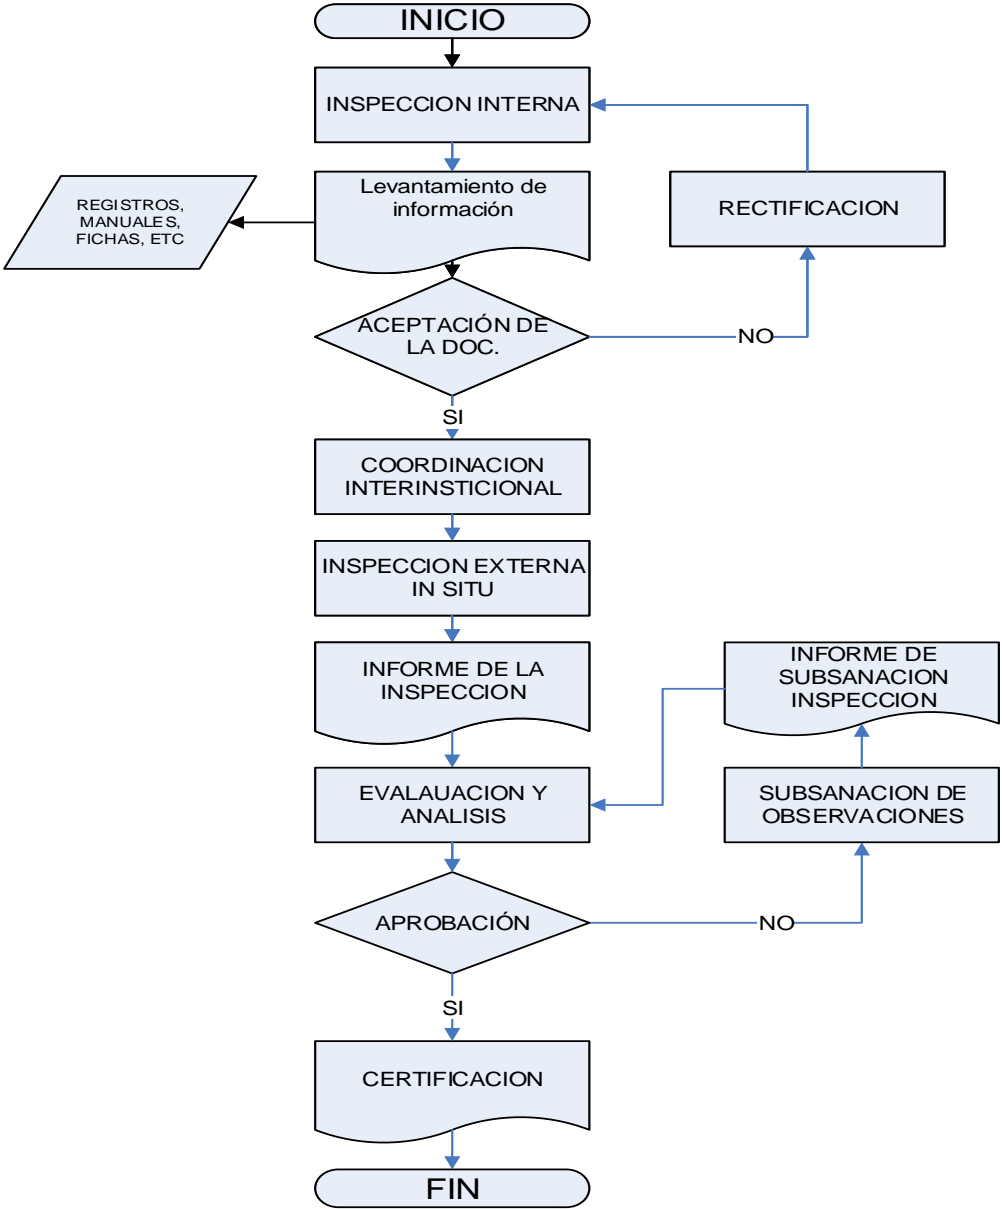 INICIO
INSPECCION INTERNA
Levantamiento de
información
REGISTROS,
MANUALES,
FICHAS, ETC
RECTIFICACION
ACEPTACIÓN DE
LA DOC.
NO
SI
COORDINACION
INTERINSTICIONAL
INSPECCION EXTERNA
IN SITU
INFORME DE LA
INSPECCION
INFORME DE
SUBSANACION
INSPECCION
EVALAUACION Y
ANALISIS
SUBSANACION DE
OBSERVACIONES
APROBACIÓN
NO
SI
CERTIFICACION
FIN